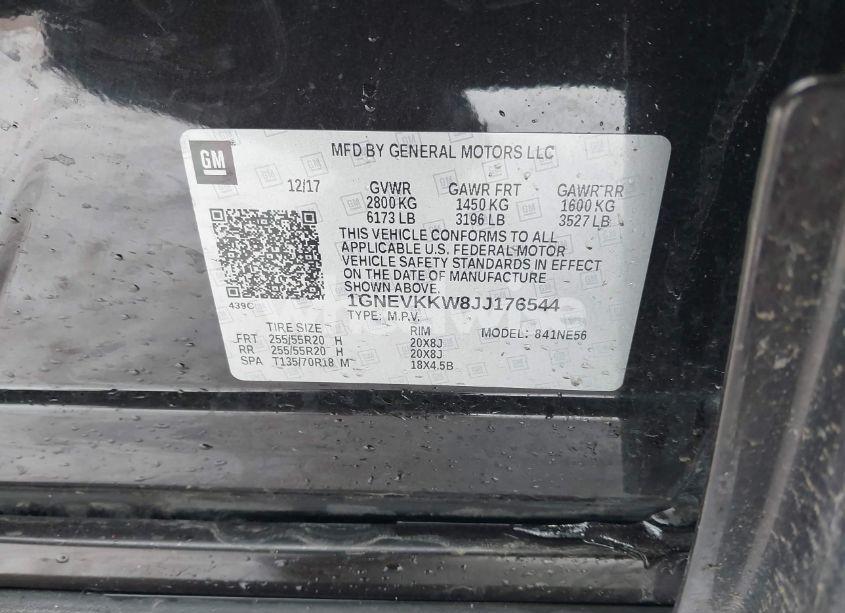 GM
MFD BY GENERAL MOTORS LLC
12/17 GVWR GAWR FRT GAWR RR
2800 KG 1450 KG 1600 KG
6173 LB 3196 LB 3527 LB
THIS VEHICLE CONFORMS TO ALL
APPLICABLE U.S. FEDERAL MOTOR
VEHICLE SAFETY STANDARDS IN EFFECT
ON THE DATE OF MANUFACTURE
SHOWN ABOVE.
439C
1GNEVKKW8JJ176544
TYPE: M.P.V. MODEL: 841NE56
TIRE SIZE RIM
FRT 255/55R20 H 20X8J
RR 255/55R20 H 20X8J
SPA T135/70R18 M 18X4.5B